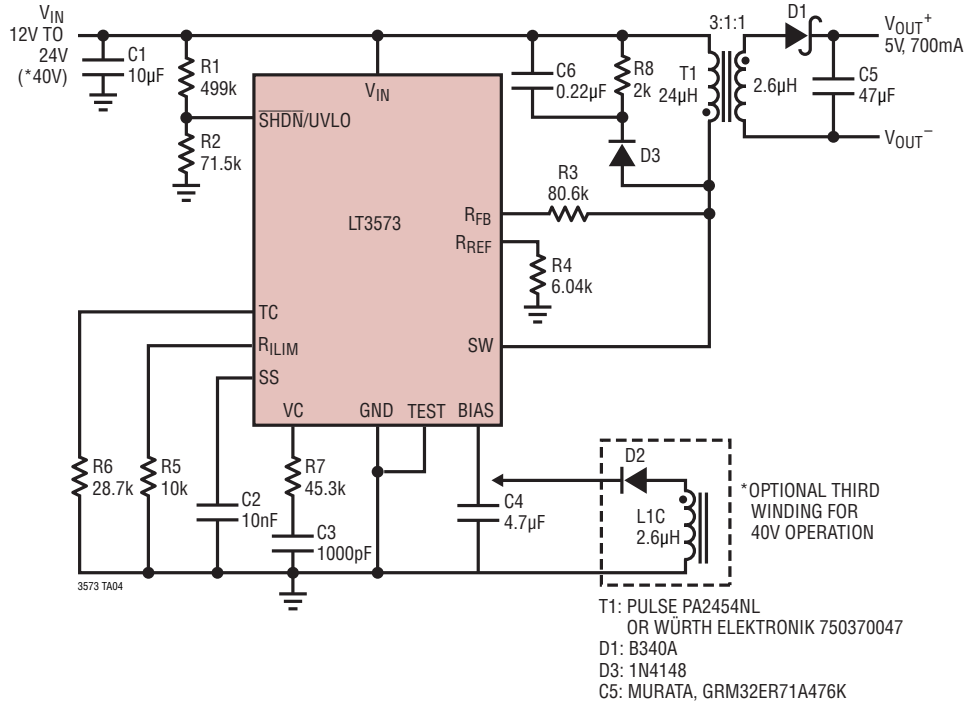 VIN
12V TO
24V
(*40V)
C1
10µF
R1
499k
R2
71.5k
VIN
SHDN/UVLO
LT3573
RFB
RREF
TC
RILIM
SS
SW
VC
GND
TEST
BIAS
C6
0.22µF
R8
2k
D3
R3
80.6k
R4
6.04k
T1
24µH
3:1:1
2.6µH
D1
C5
47µF
VOUT+
5V, 700mA
VOUT–
R6
28.7k
R5
10k
C2
10nF
R7
45.3k
C3
1000pF
C4
4.7µF
D2
L1C
2.6µH
*OPTIONAL THIRD
WINDING FOR
40V OPERATION
3573 TA04
T1: PULSE PA2454NL
OR WÜRTH ELEKTRONIK 750370047
D1: B340A
D3: 1N4148
C5: MURATA, GRM32ER71A476K